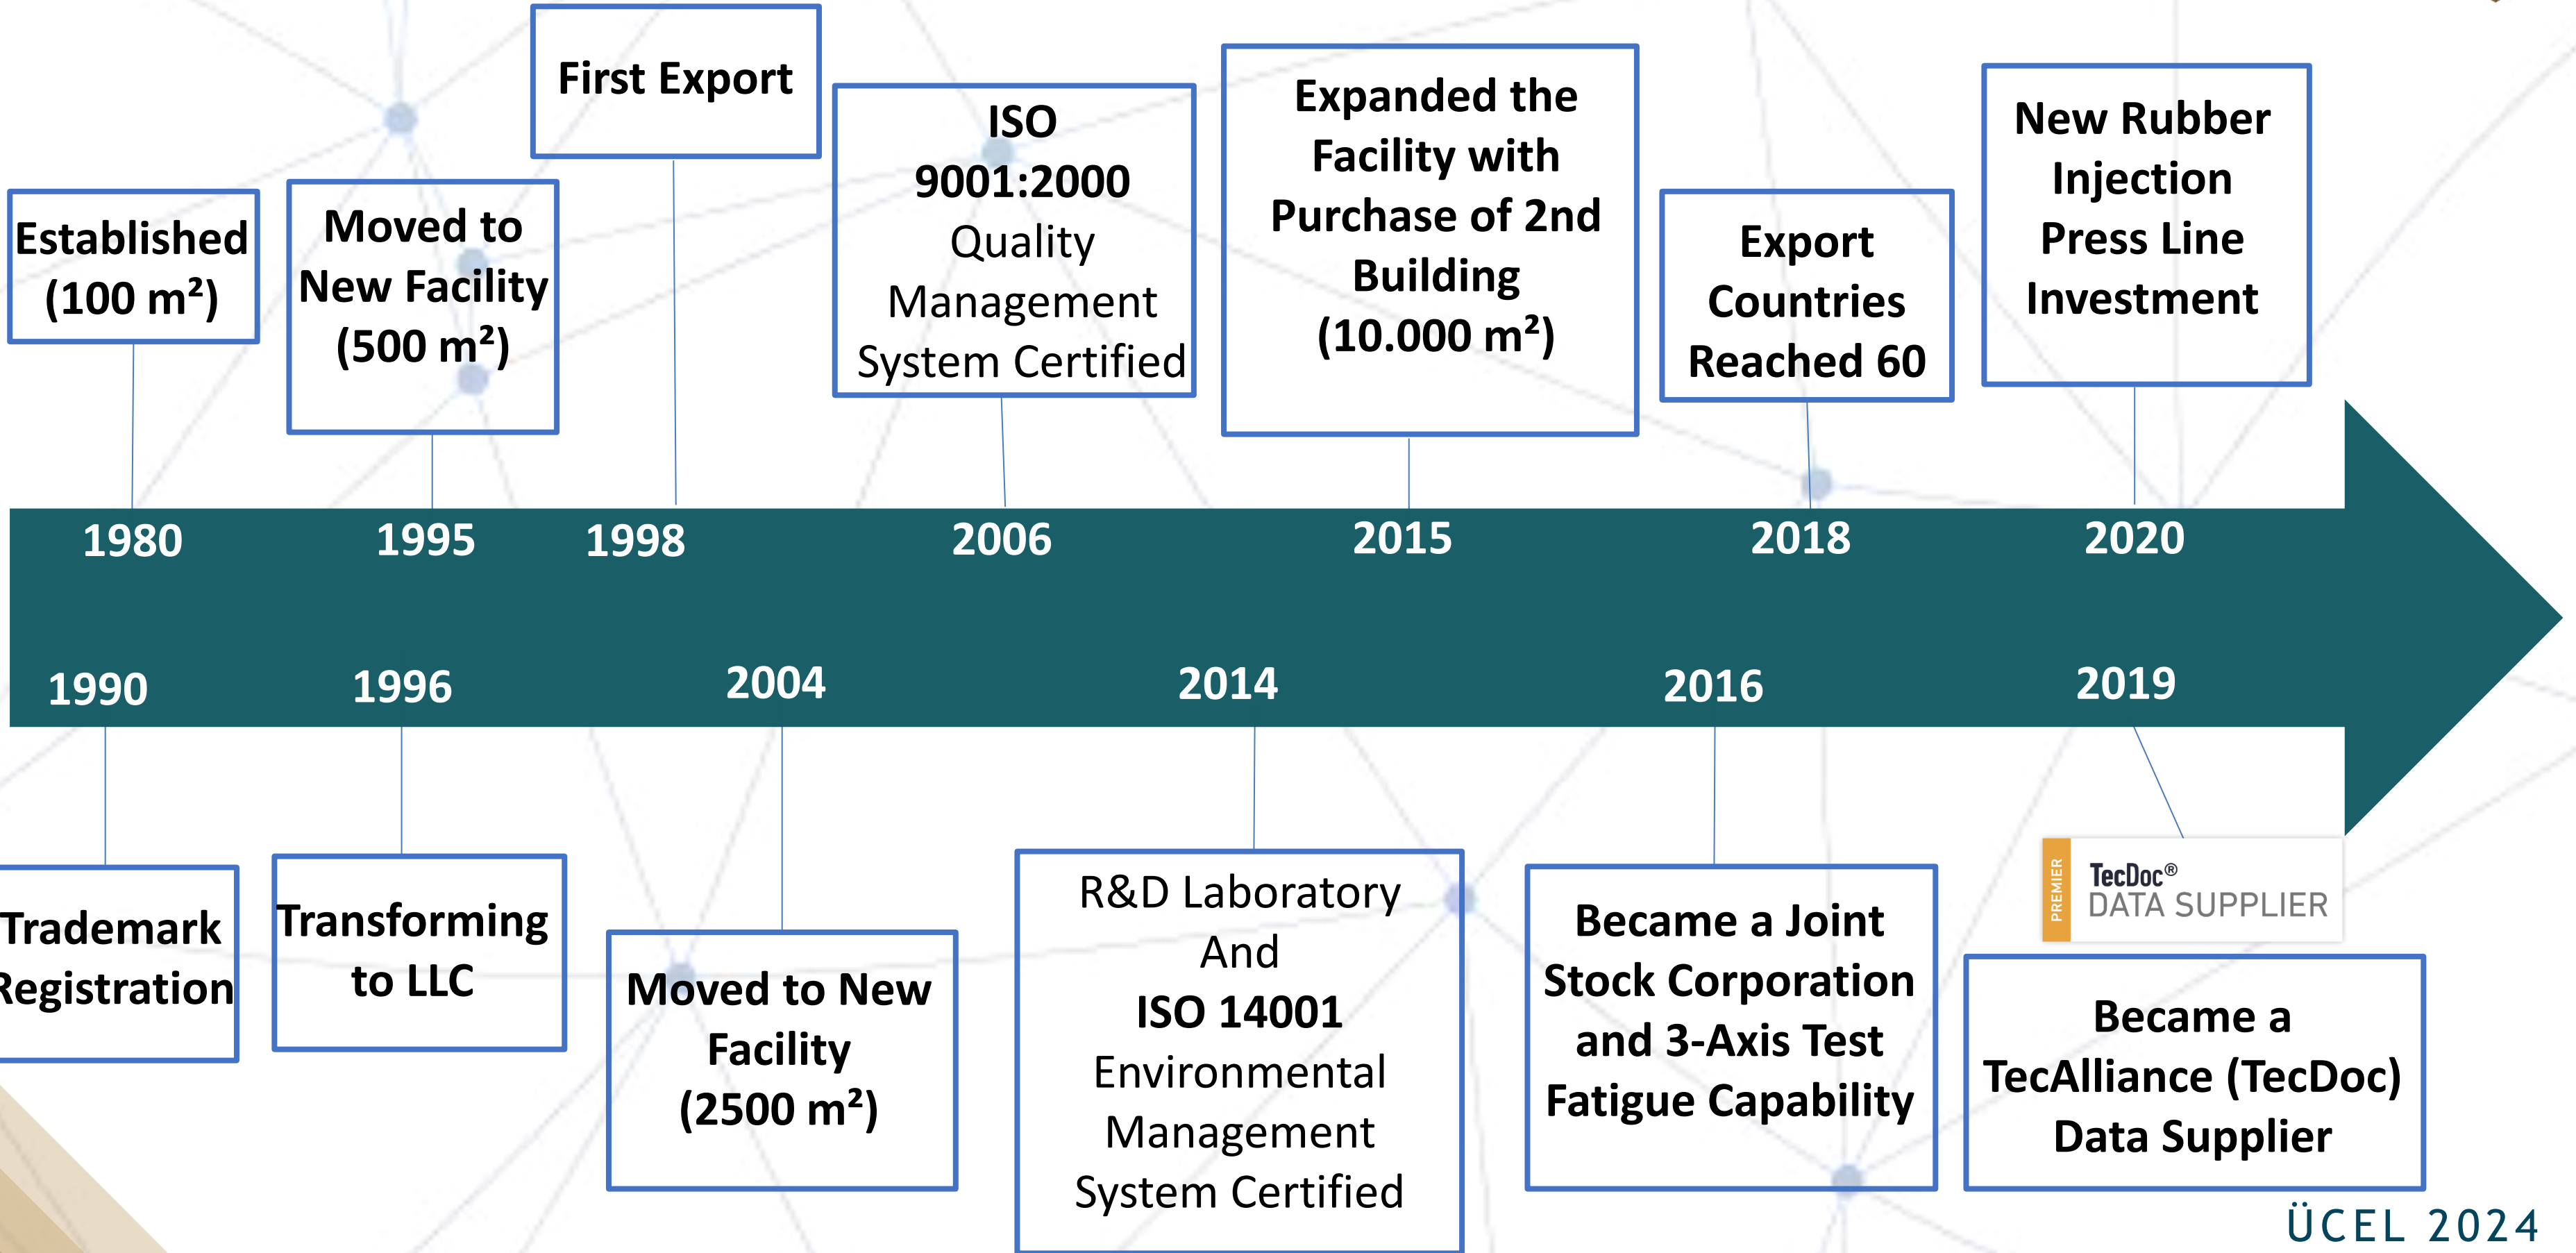 First Export
Established
(100 m²)
Moved to
New Facility
(500 m²)
ISO
9001:2000
Quality
Management
System Certified
Expanded the
Facility with
Purchase of 2nd
Building
(10.000 m²)
Export
Countries
Reached 60
New Rubber
Injection
Press Line
Investment
1980
1995
1998
2006
2015
2018
2020
1990
1996
2004
2014
2016
2019
Trademark
Registration
Transforming
to LLC
Moved to New
Facility
(2500 m²)
R&D Laboratory
And
ISO 14001
Environmental
Management
System Certified
Became a Joint
Stock Corporation
and 3-Axis Test
Fatigue Capability
PREMIER
TecDoc®
DATA SUPPLIER
Became a
TecAlliance (TecDoc)
Data Supplier
ÜCEL 2024